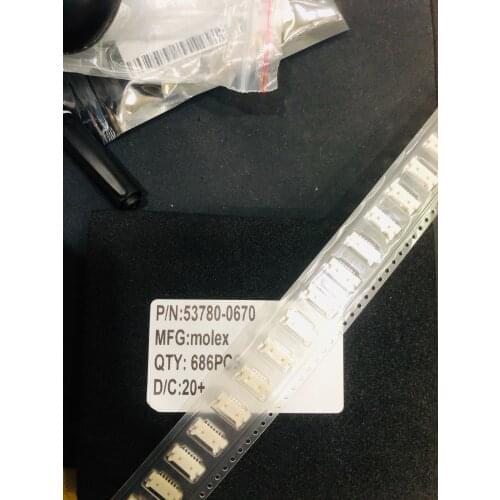 P/N:53780-0670
MFG:molex
QTY: 686PC
D/C:20+